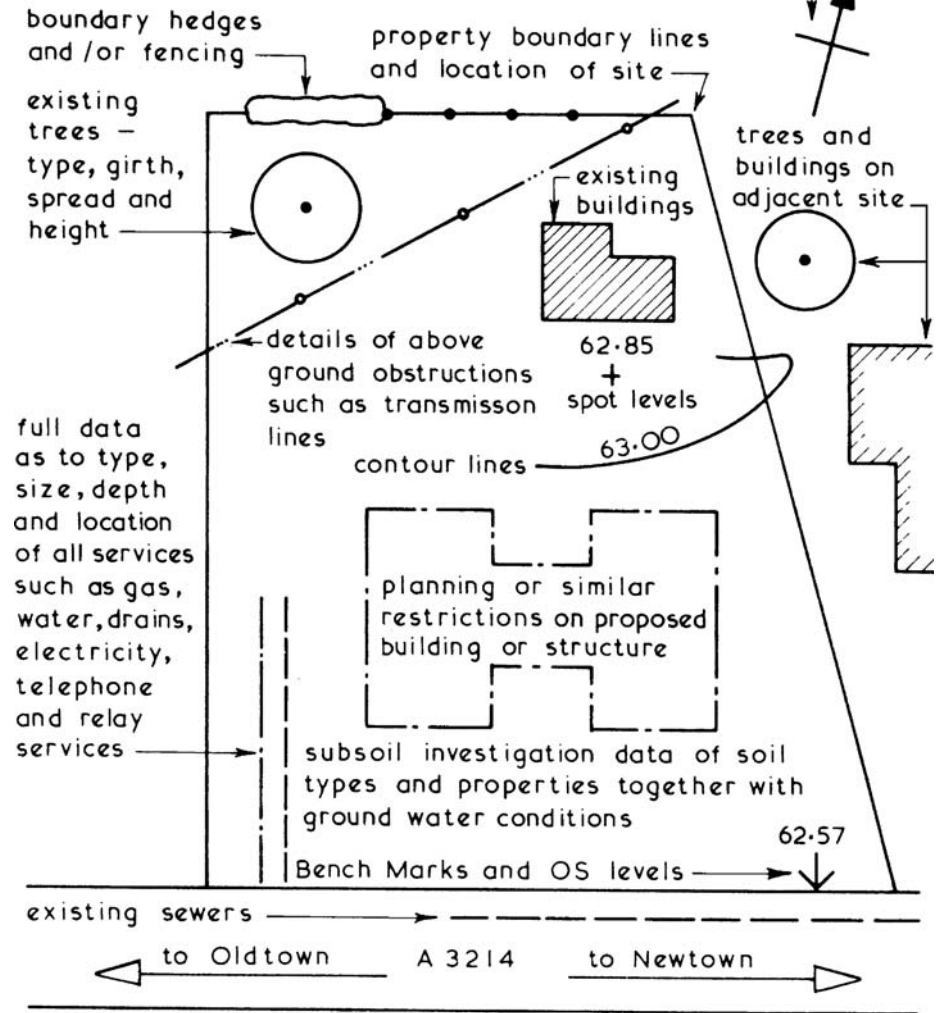 boundary hedges
and/or fencing
property boundary lines
and location of site
existing
trees –
type, girth,
spread and
height
existing
buildings
trees and
buildings on
adjacent site
details of above
ground obstructions
such as transmisson
lines
62·85
+
spot levels
63·00
contour lines
full data
as to type,
size, depth
and location
of all services
such as gas,
water, drains,
electricity,
telephone
and relay
services
planning or similar
restrictions on proposed
building or structure
subsoil investigation data of soil
types and properties together with
ground water conditions
62·57
Bench Marks and OS levels
existing sewers
to Oldtown A 3214 to Newtown